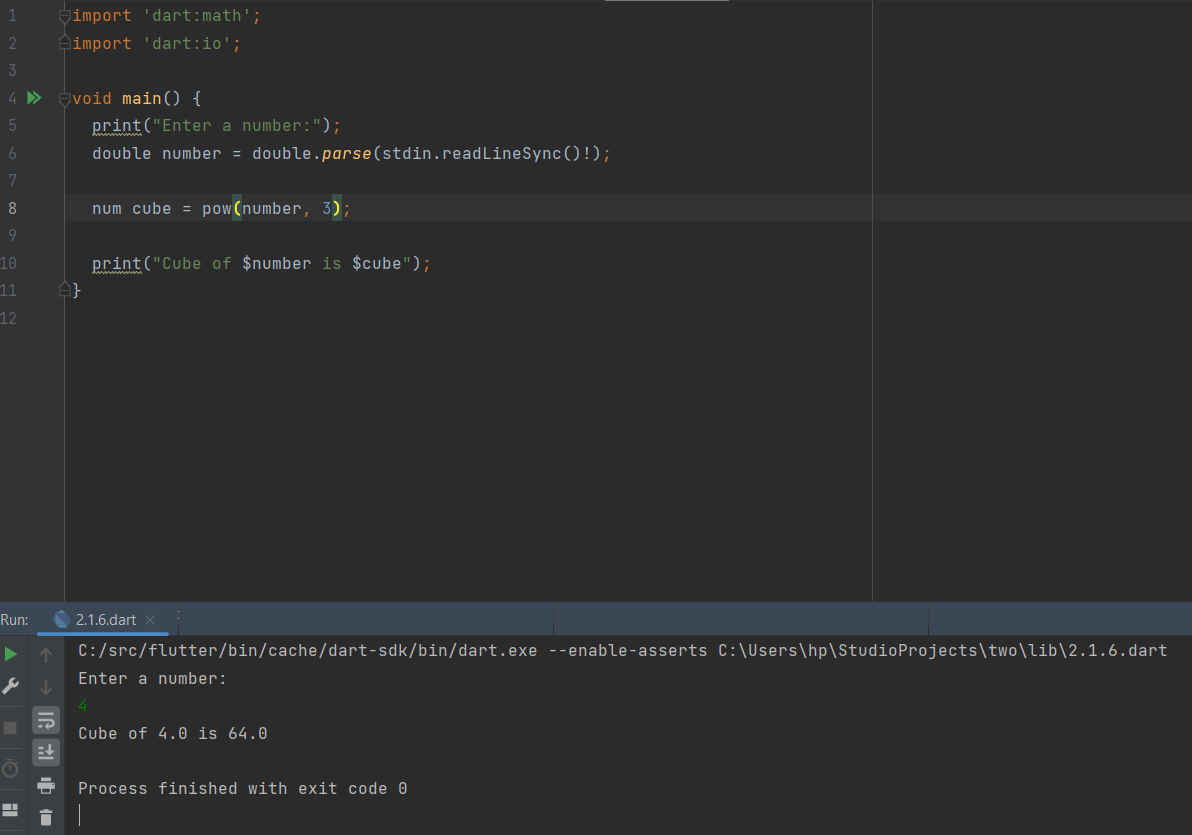 1 import 'dart:math';
2 import 'dart:io';
3
4 void main() {
5 print("Enter a number:");
6 double number = double.parse(stdin.readLineSync()!);
7
8 num cube = pow(number, 3);
9
10 print("Cube of $number is $cube");
11 }
12
Run: 2.1.6.dart
C:/src/flutter/bin/cache/dart-sdk/bin/dart.exe --enable-asserts C:\Users\hp\StudioProjects\two\lib\2.1.6.dart
Enter a number:
4
Cube of 4.0 is 64.0
Process finished with exit code 0